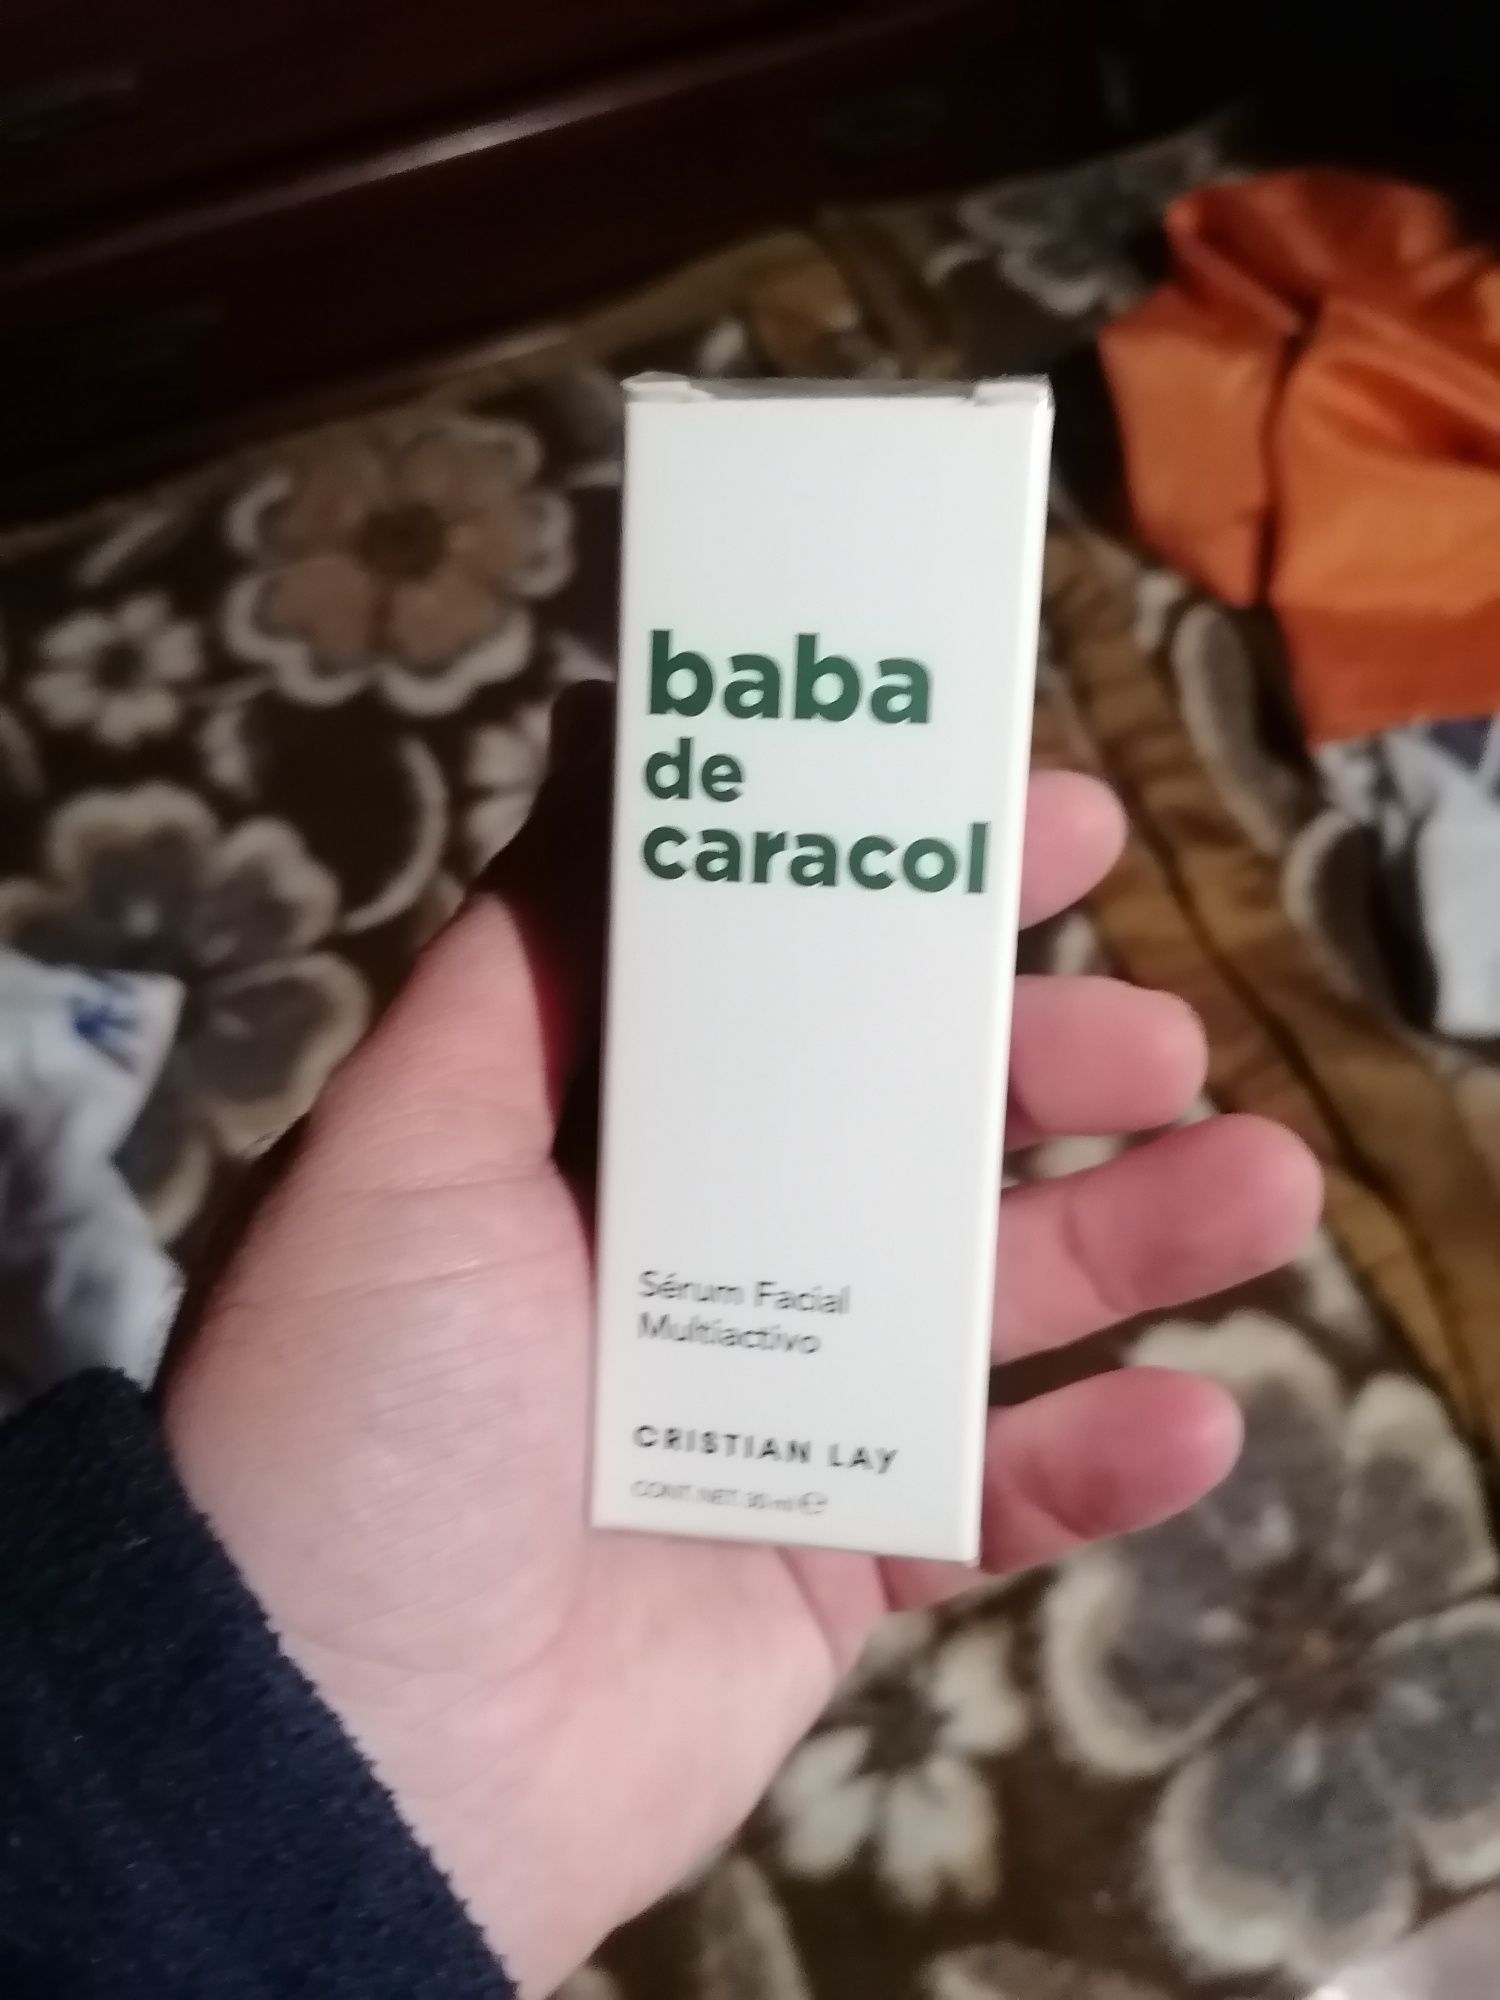 baba
de
caracol
Sérum Facial
Multiactivo
CRISTIAN LAY
CONT. NET. 30 ml ℮